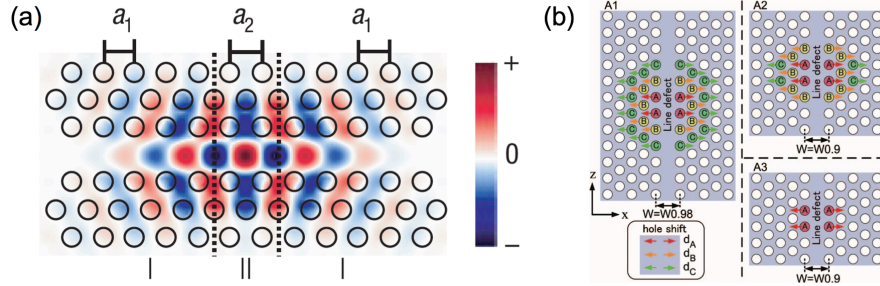 (a)
a1
a2
a1
+
0
−
I
II
I
(b)
A1
C
C
B
B
C
C
C
B
B
C
A
A
C
B
B
C
A
A
C
B
B
C
C
C
B
B
C
C
Line defect
W=W0.98
z
x
hole shift
dA
dB
dC
A2
B
B
C
A
A
C
B
B
C
A
A
C
B
B
Line defect
W=W0.9
A3
A
A
A
A
Line defect
W=W0.9